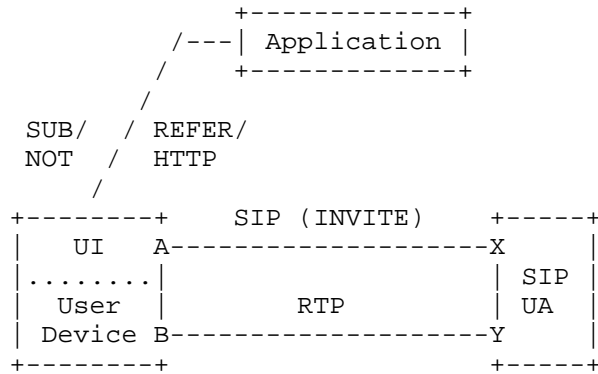 +-------------+
/---| Application |
/ +-------------+
/
SUB/ / REFER/
NOT / HTTP
/
+--------+ SIP (INVITE) +-----+
| UI A--------------------X |
|........| | SIP |
| User | RTP | UA |
| Device B--------------------Y |
+--------+ +-----+